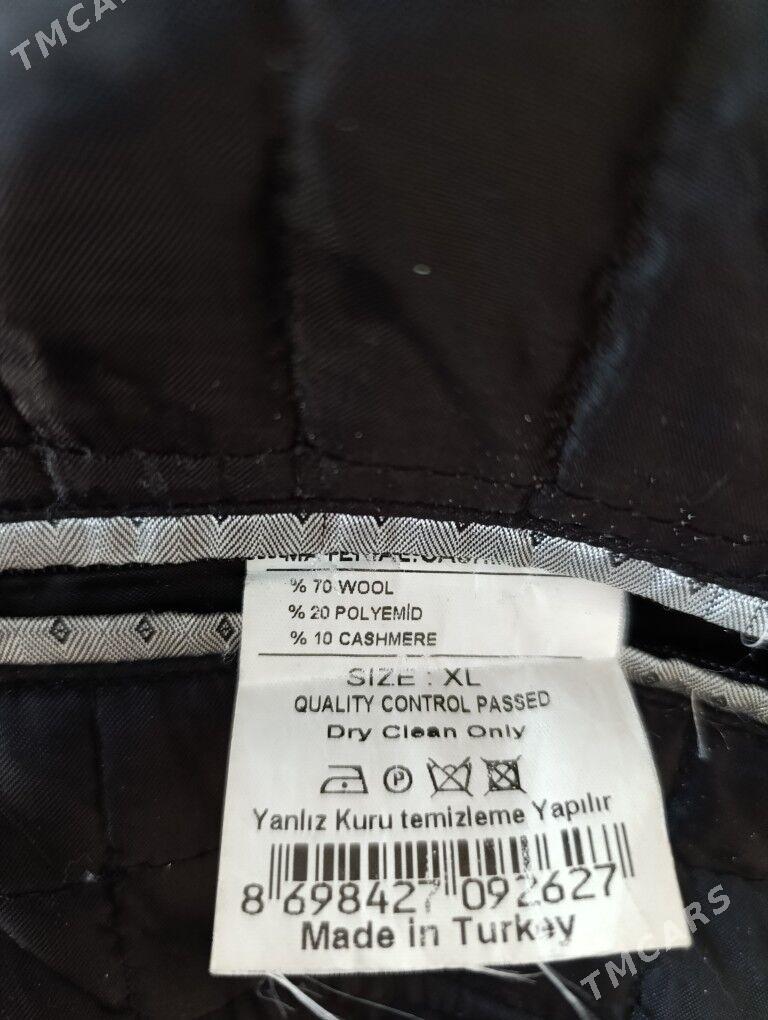 TMCARS
% 70 WOOL
% 20 POLYEMİD
% 10 CASHMERE
SIZE : XL
QUALITY CONTROL PASSED
Dry Clean Only
P
Yanlız Kuru temizleme Yapılır
8 698427 092627
Made in Turkey
TMCARS